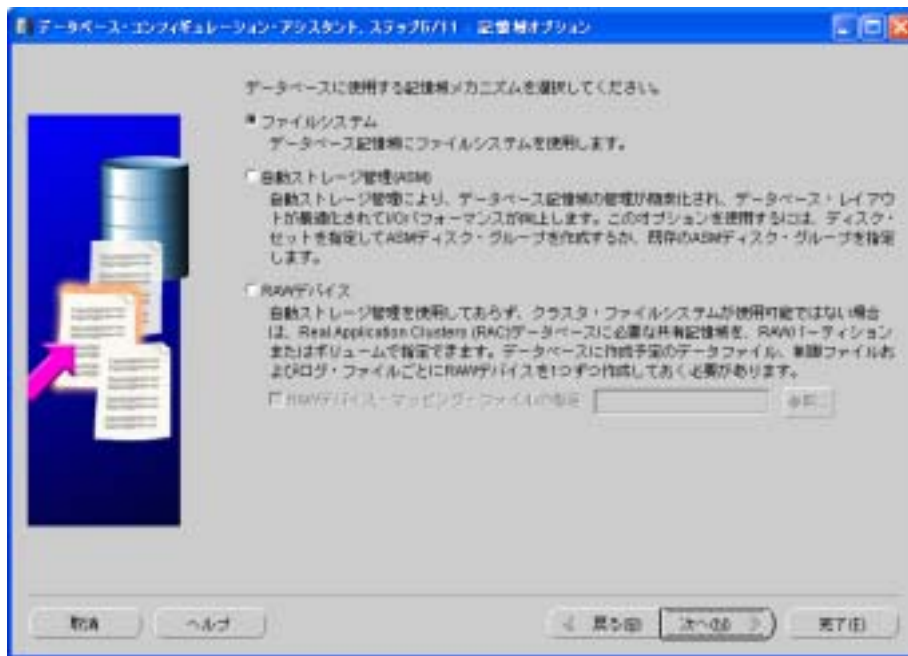 データベース・コンフィギュレーション・アシスタント, ステップ6/11 : 記憶域オプション
データベースに使用する記憶域メカニズムを選択してください。
ファイルシステム
データベース記憶域にファイルシステムを使用します。
自動ストレージ管理(ASM)
自動ストレージ管理により、データベース記憶域の管理が簡素化され、データベース・レイアウ
トが最適化されてI/Oパフォーマンスが向上します。このオプションを使用するには、ディスク・
セットを指定してASMディスク・グループを作成するか、既存のASMディスク・グループを指定
します。
RAWデバイス
自動ストレージ管理を使用しておらず、クラスタ・ファイルシステムが使用可能ではない場合
は、Real Application Clusters (RAC)データベースに必要な共有記憶域を、RAWパーティション
またはボリュームで指定できます。データベースに作成予定のデータファイル、制御ファイルお
よびログ・ファイルごとにRAWデバイスを1つずつ作成しておく必要があります。
RAWデバイス・マッピング・ファイルの指定 参照
取消 ヘルプ 戻る(B) 次へ(N) 完了(F)